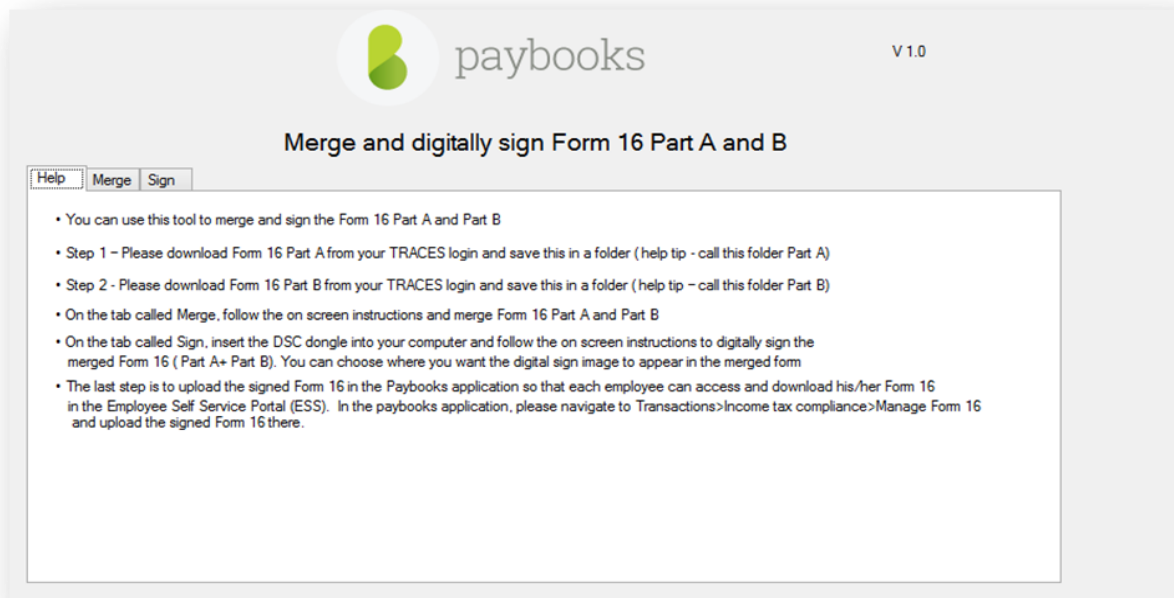 paybooks
V 1.0
Merge and digitally sign Form 16 Part A and B
Help
Merge
Sign
• You can use this tool to merge and sign the Form 16 Part A and Part B
• Step 1 – Please download Form 16 Part A from your TRACES login and save this in a folder ( help tip - call this folder Part A)
• Step 2 - Please download Form 16 Part B from your TRACES login and save this in a folder ( help tip – call this folder Part B)
• On the tab called Merge, follow the on screen instructions and merge Form 16 Part A and Part B
• On the tab called Sign, insert the DSC dongle into your computer and follow the on screen instructions to digitally sign the
merged Form 16 ( Part A+ Part B). You can choose where you want the digital sign image to appear in the merged form
• The last step is to upload the signed Form 16 in the Paybooks application so that each employee can access and download his/her Form 16
in the Employee Self Service Portal (ESS). In the paybooks application, please navigate to Transactions>Income tax compliance>Manage Form 16
and upload the signed Form 16 there.